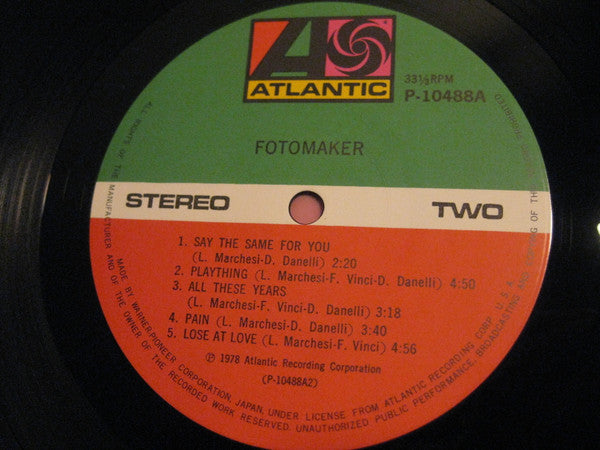 ATLANTIC
33⅓ RPM
P-10488A
FOTOMAKER
STEREO
TWO
1. SAY THE SAME FOR YOU
(L. Marchesi-D. Danelli) 2:20
2. PLAYTHING (L. Marchesi-F. Vinci-D. Danelli) 4:50
3. ALL THESE YEARS
(L. Marchesi-F. Vinci-D. Danelli) 3:18
4. PAIN (L. Marchesi-D. Danelli) 3:40
5. LOSE AT LOVE (L. Marchesi-F. Vinci) 4:56
℗ 1978 Atlantic Recording Corporation
(P-10488A2)
MADE BY WARNER-PIONEER CORPORATION, JAPAN, UNDER LICENSE FROM ATLANTIC RECORDING CORP. U.S.A.
ALL RIGHTS OF THE MANUFACTURER AND OF THE OWNER OF THE RECORDED WORK RESERVED. UNAUTHORIZED PUBLIC PERFORMANCE, BROADCASTING AND COPYING OF THIS PROHIBITED